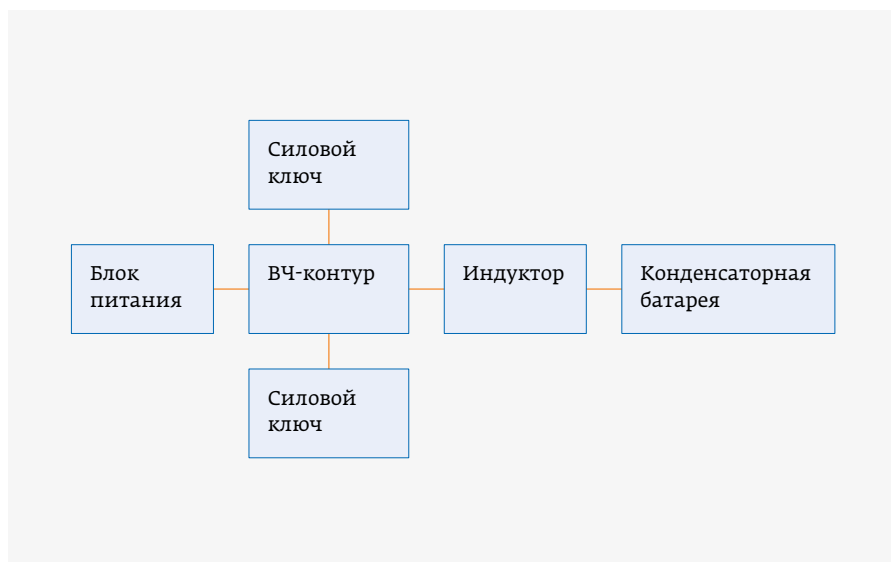 Силовой
ключ
Блок
питания
ВЧ-контур
Индуктор
Конденсаторная
батарея
Силовой
ключ